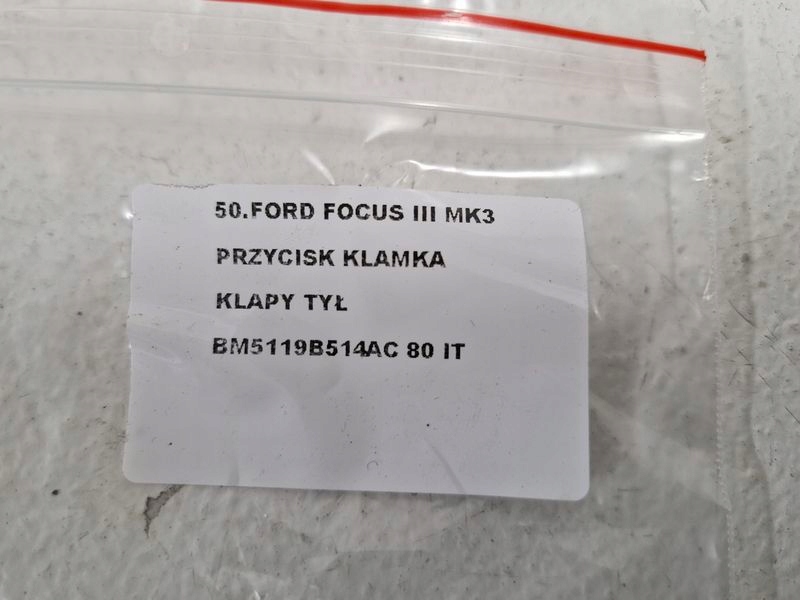 50.FORD FOCUS III MK3
PRZYCISK KLAMKA
KLAPY TYŁ
BM5119B514AC 80 IT